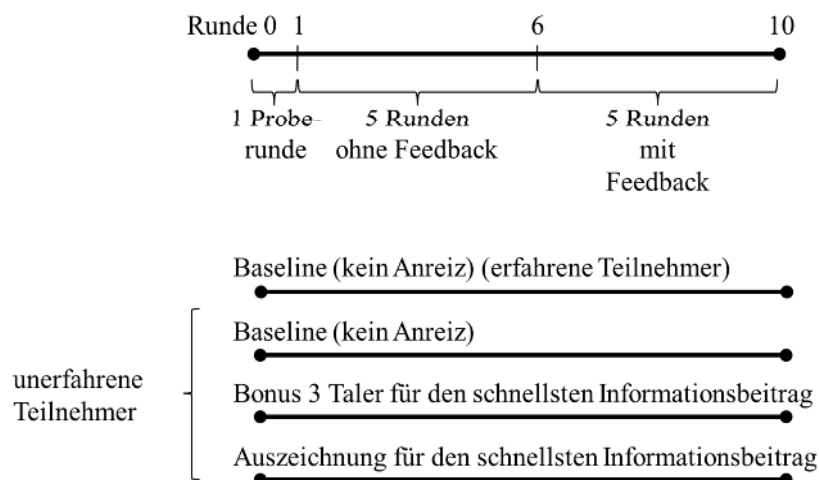 Runde 0 1 6 10
1 Probe- 5 Runden 5 Runden
runde ohne Feedback mit
Feedback
Baseline (kein Anreiz) (erfahrene Teilnehmer)
Baseline (kein Anreiz)
unerfahrene
Teilnehmer
Bonus 3 Taler für den schnellsten Informationsbeitrag
Auszeichnung für den schnellsten Informationsbeitrag